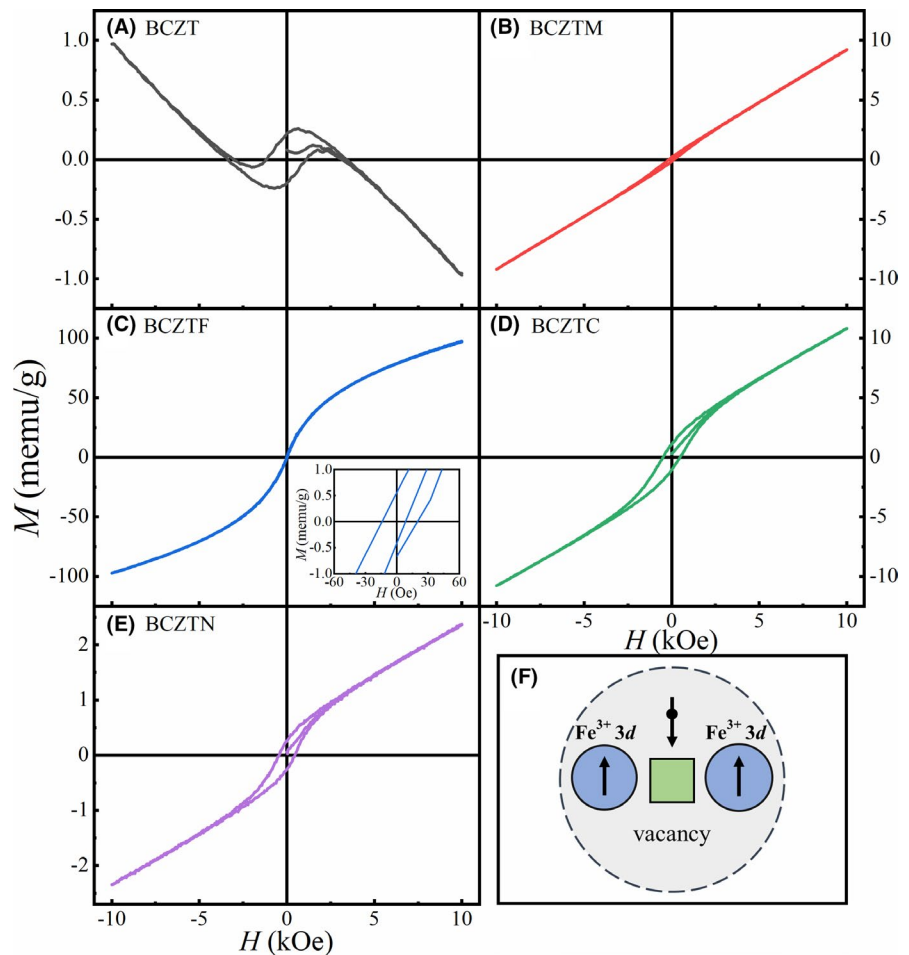 (A) BCZT
1.0
0.5
0.0
-0.5
-1.0
(B) BCZTM
10
5
0
-5
-10
(C) BCZTF
100
50
0
-50
-100
M (memu/g)
1.0
0.5
0.0
-0.5
-1.0
M (memu/g)
-60 -30 0 30 60
H (Oe)
(D) BCZTC
10
5
0
-5
-10
-10 -5 0 5 10
H (kOe)
(E) BCZTN
2
1
0
-1
-2
-10 -5 0 5 10
H (kOe)
(F)
Fe³⁺ 3d Fe³⁺ 3d
vacancy